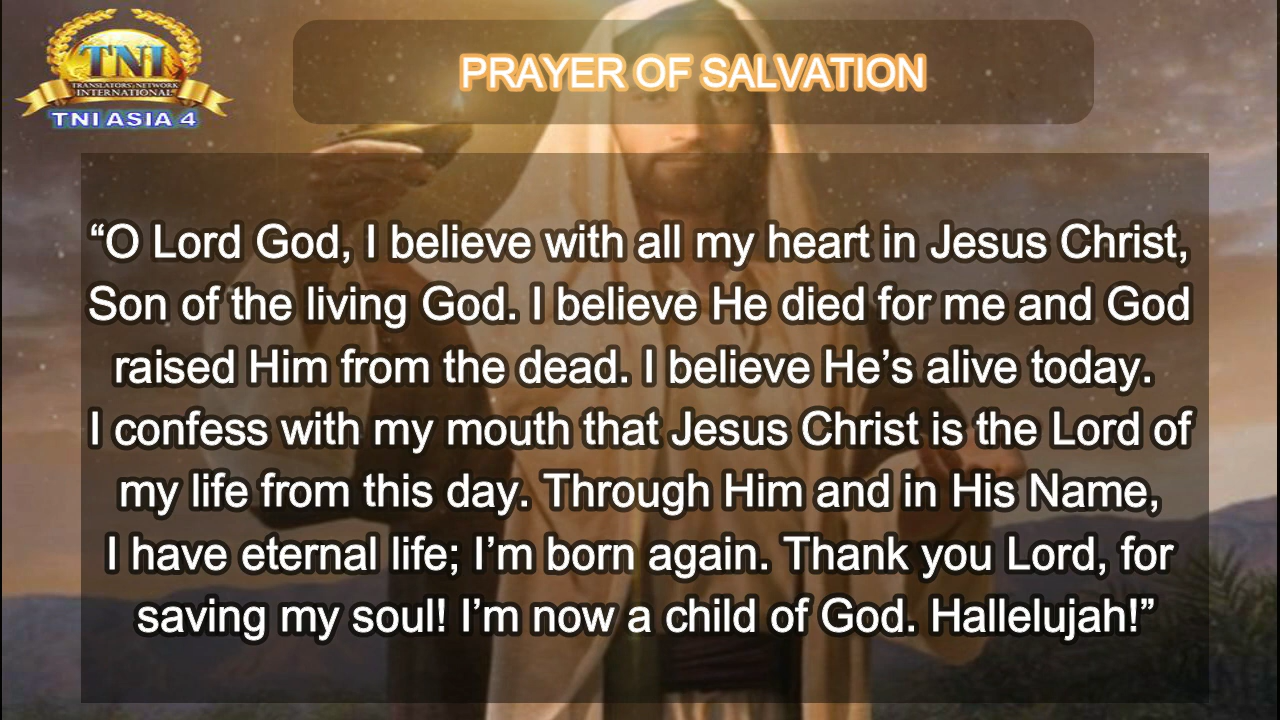 TNI
TRANSLATORS NETWORK
INTERNATIONAL
TNI ASIA 4
PRAYER OF SALVATION
“O Lord God, I believe with all my heart in Jesus Christ,
Son of the living God. I believe He died for me and God
raised Him from the dead. I believe He’s alive today.
I confess with my mouth that Jesus Christ is the Lord of
my life from this day. Through Him and in His Name,
I have eternal life; I’m born again. Thank you Lord, for
saving my soul! I’m now a child of God. Hallelujah!”